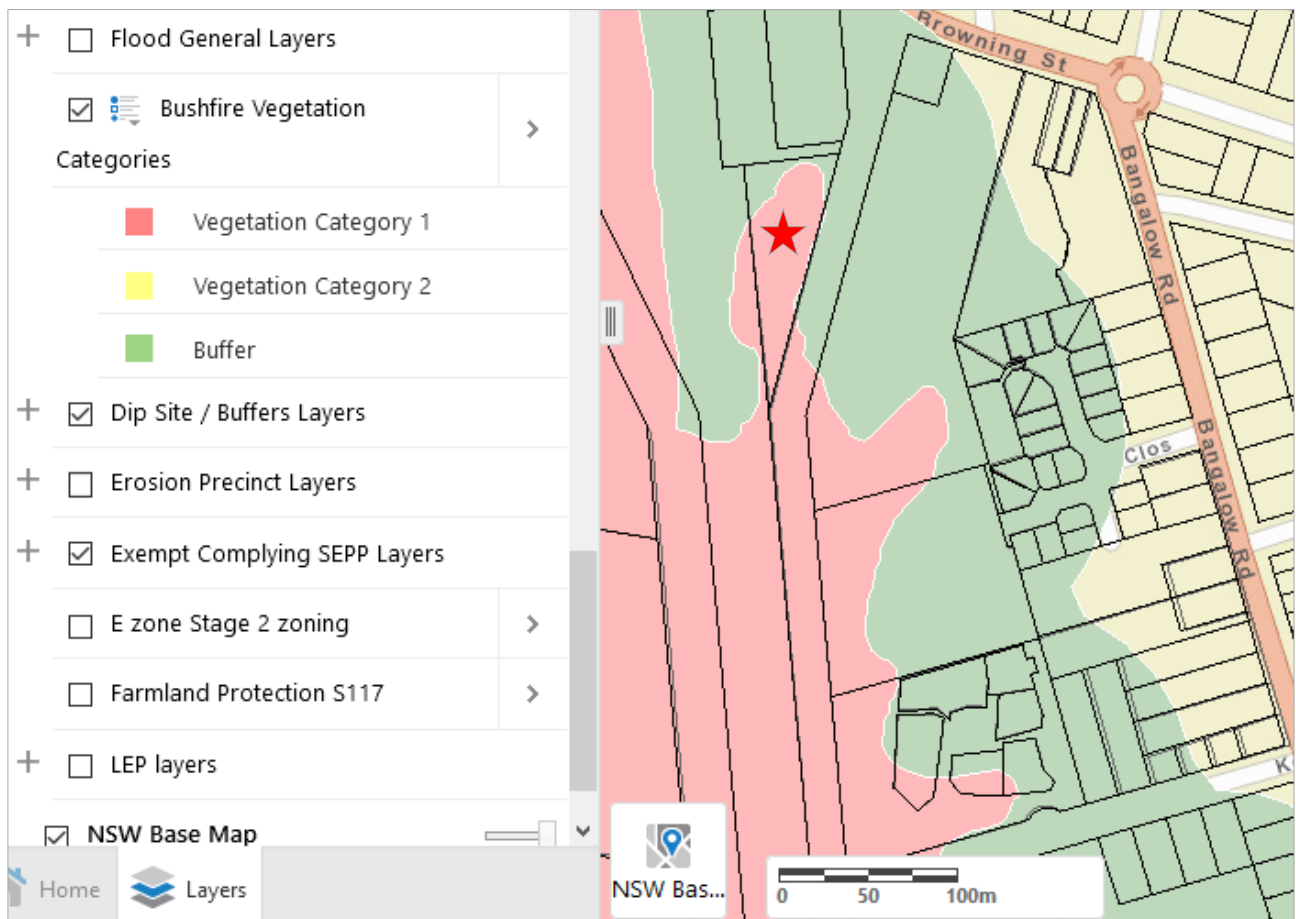 Flood General Layers
Bushfire Vegetation
Categories
Vegetation Category 1
Vegetation Category 2
Buffer
Dip Site / Buffers Layers
Erosion Precinct Layers
Exempt Complying SEPP Layers
E zone Stage 2 zoning
Farmland Protection S117
LEP layers
NSW Base Map
Home
Layers
Browning St
Bangalow Rd
Bangalow Rd
Clos
NSW Bas...
0 50 100m